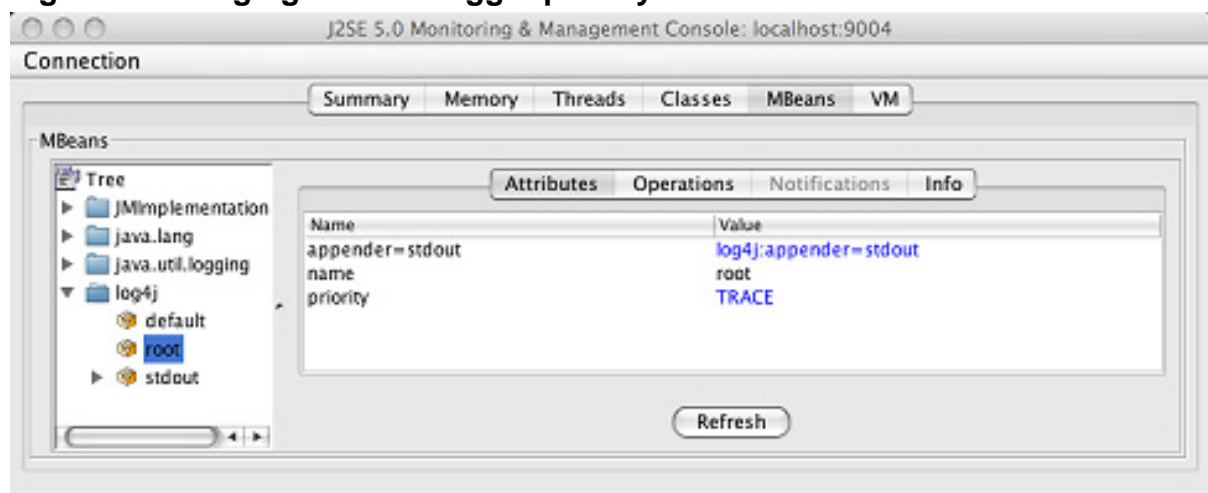 J2SE 5.0 Monitoring & Management Console: localhost:9004
Connection
Summary Memory Threads Classes MBeans VM
MBeans
Tree
JMImplementation
java.lang
java.util.logging
log4j
default
root
stdout
Attributes Operations Notifications Info
Name Value
appender=stdout log4j:appender=stdout
name root
priority TRACE
Refresh